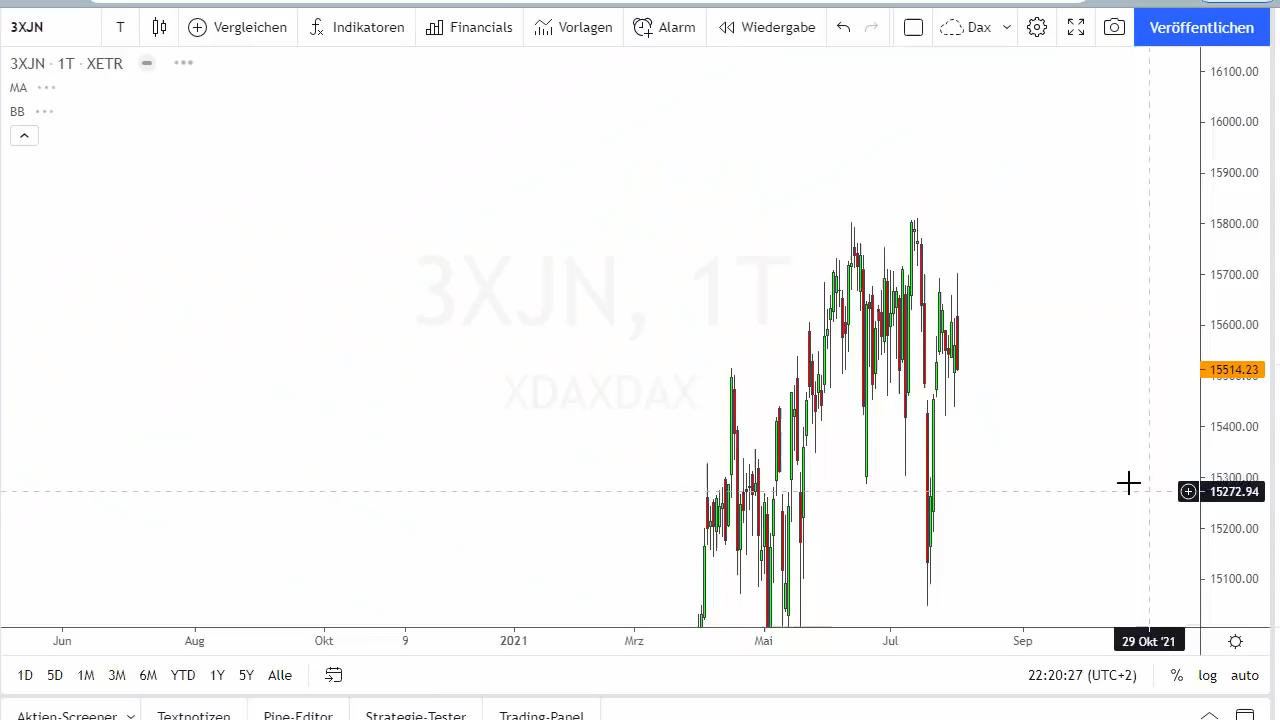 3XJN T Vergleichen Indikatoren Financials Vorlagen Alarm Wiedergabe Dax Veröffentlichen
3XJN · 1T · XETR
MA
BB
3XJN, 1T
XDAXDAX
16100.00
16000.00
15900.00
15800.00
15700.00
15600.00
15514.23
15400.00
15300.00
15272.94
15200.00
15100.00
Jun Aug Okt 9 2021 Mrz Mai Jul Sep 29 Okt '21
1D 5D 1M 3M 6M YTD 1Y 5Y Alle 22:20:27 (UTC+2) % log auto
Aktien-Screener Textnotizen Pine-Editor Strategie-Tester Trading-Panel